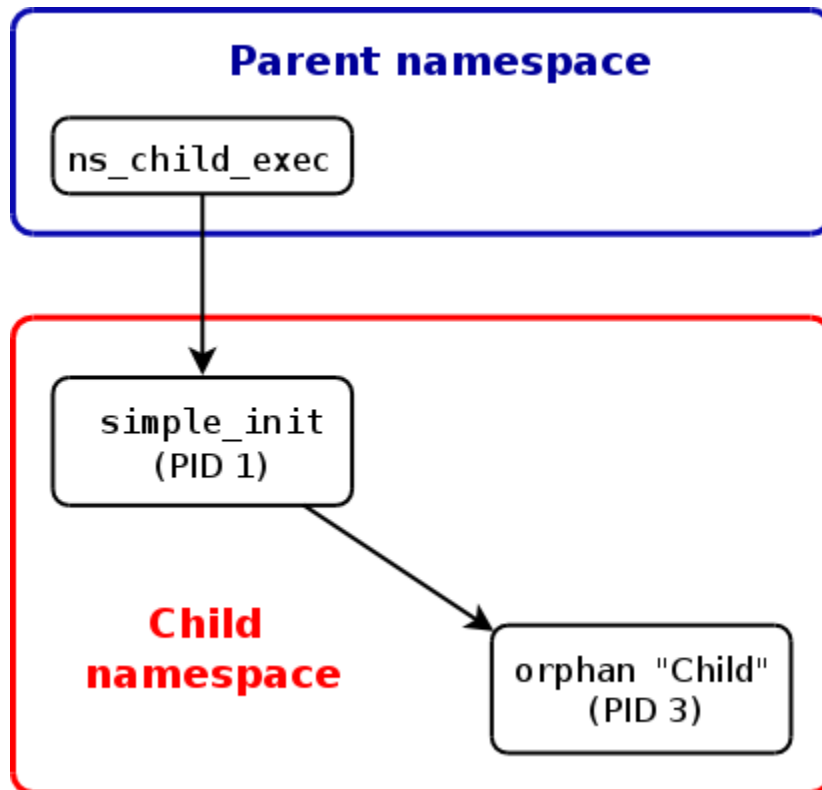 Parent namespace
ns_child_exec
simple_init
(PID 1)
Child
namespace
orphan "Child"
(PID 3)